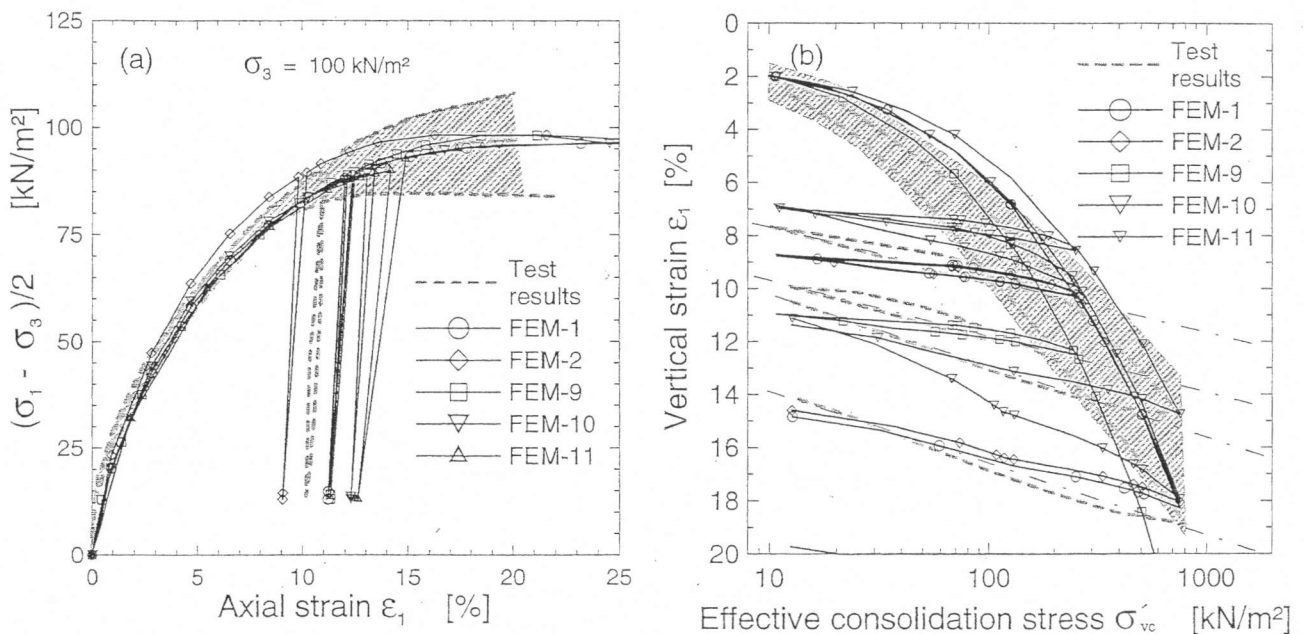 (a)
σ₃ = 100 kN/m²
(σ₁ - σ₃)/2 [kN/m²]
125
100
75
50
25
0
Test
results
FEM-1
FEM-2
FEM-9
FEM-10
FEM-11
0 5 10 15 20 25
Axial strain ε₁ [%]
(b)
Vertical strain ε₁ [%]
0
2
4
6
8
10
12
14
16
18
20
Test
results
FEM-1
FEM-2
FEM-9
FEM-10
FEM-11
10 100 1000
Effective consolidation stress σ'vc [kN/m²]